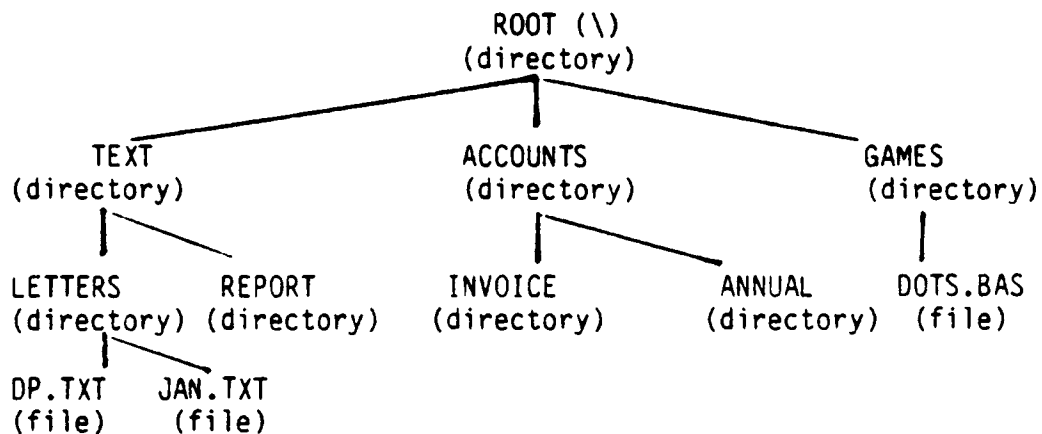 ROOT (\)
(directory)
TEXT ACCOUNTS GAMES
(directory) (directory) (directory)
LETTERS REPORT INVOICE ANNUAL DOTS.BAS
(directory) (directory) (directory) (directory) (file)
DP.TXT JAN.TXT
(file) (file)